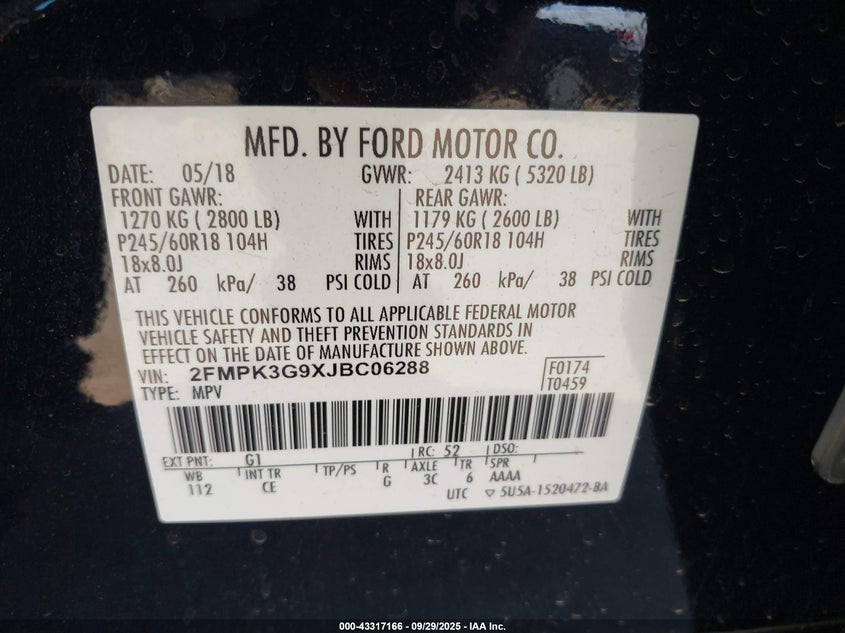 MFD. BY FORD MOTOR CO.
DATE: 05/18 GVWR: 2413 KG ( 5320 LB)
FRONT GAWR: REAR GAWR:
1270 KG ( 2800 LB) WITH 1179 KG ( 2600 LB) WITH
P245/60R18 104H TIRES P245/60R18 104H TIRES
18x8.0J RIMS 18x8.0J RIMS
AT 260 kPa/ 38 PSI COLD AT 260 kPa/ 38 PSI COLD
THIS VEHICLE CONFORMS TO ALL APPLICABLE FEDERAL MOTOR
VEHICLE SAFETY AND THEFT PREVENTION STANDARDS IN
EFFECT ON THE DATE OF MANUFACTURE SHOWN ABOVE.
VIN: 2FMPK3G9XJBC06288 F0174
TYPE: MPV T0459
EXT PNT: G1 RC: 52 DSO:
WB INT TR TP/PS R AXLE TR SPR
112 CE G 3C 6 AAAA
UTC ▽ 5U5A-1520472-BA
000-43317166 - 09/29/2025 - IAA Inc.